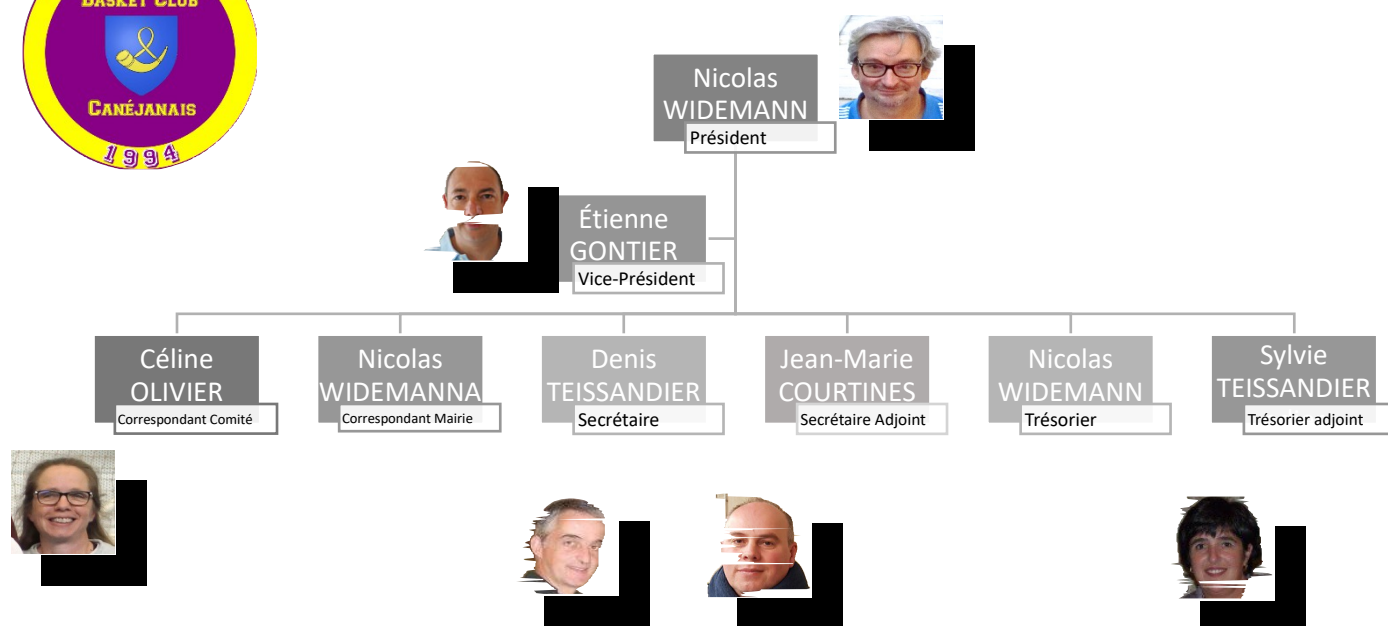 BASKET CLUB
CANÉJANAIS
1994
Nicolas
WIDEMANN
Président
Étienne
GONTIER
Vice-Président
Céline
OLIVIER
Correspondant Comité
Nicolas
WIDEMANNA
Correspondant Mairie
Denis
TEISSANDIER
Secrétaire
Jean-Marie
COURTINES
Secrétaire Adjoint
Nicolas
WIDEMANN
Trésorier
Sylvie
TEISSANDIER
Trésorier adjoint